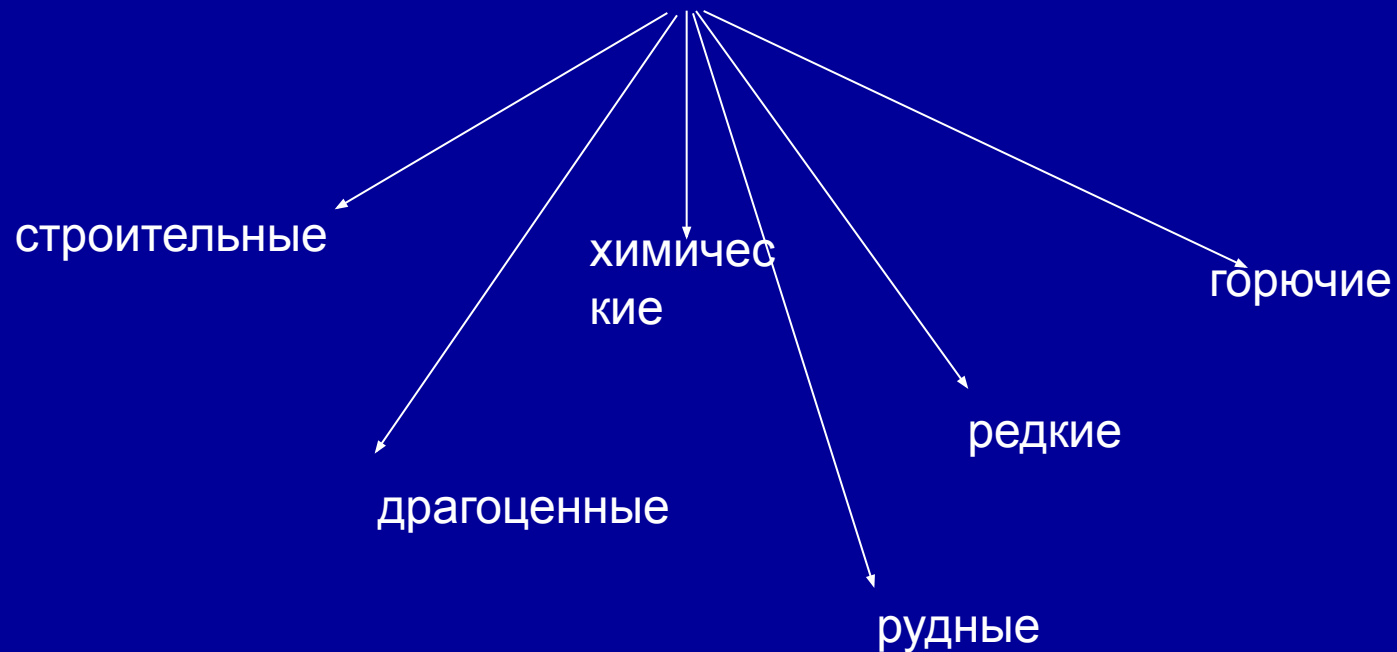 строительные
химичес
кие
горючие
редкие
драгоценные
рудные